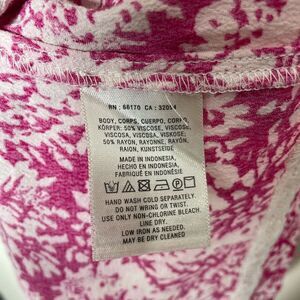 RN : 66170 CA : 32054
BODY, CORPS, CUERPO, CORPO,
KÖRPER: 50% VISCOSE, VISCOSE,
VISCOSA, VISCOSA, VISKOSE,
50% RAYON, RAYONNE, RAYÓN,
RAION, KUNSTSEIDE
MADE IN INDONESIA,
HECHO EN INDONESIA,
FABRIQUÉ EN INDONÉSIE
HAND WASH COLD SEPARATELY.
DO NOT WRING OR TWIST.
USE ONLY NON-CHLORINE BLEACH.
LINE DRY.
LOW IRON AS NEEDED.
MAY BE DRY CLEANED